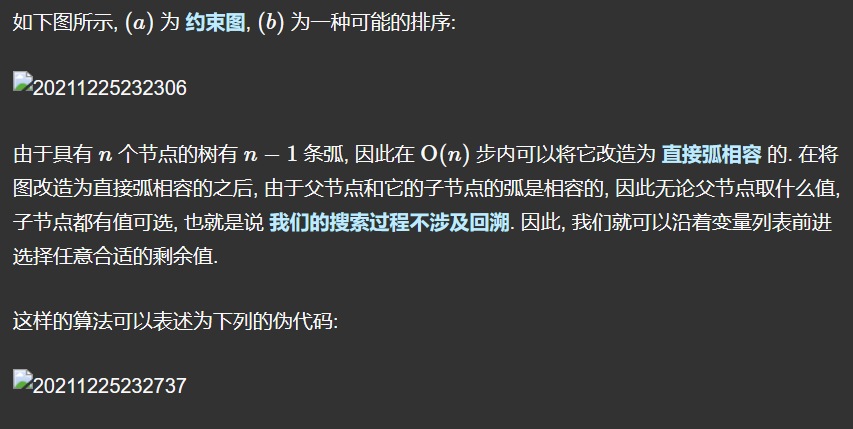 如下图所示, (a) 为 约束图, (b) 为一种可能的排序:
20211225232306
由于具有 n 个节点的树有 n − 1 条弧, 因此在 O(n) 步内可以将它改造为 直接弧相容 的. 在将
图改造为直接弧相容的之后, 由于父节点和它的子节点的弧是相容的, 因此无论父节点取什么值,
子节点都有值可选, 也就是说 我们的搜索过程不涉及回溯. 因此, 我们就可以沿着变量列表前进
选择任意合适的剩余值.
这样的算法可以表述为下列的伪代码:
20211225232737